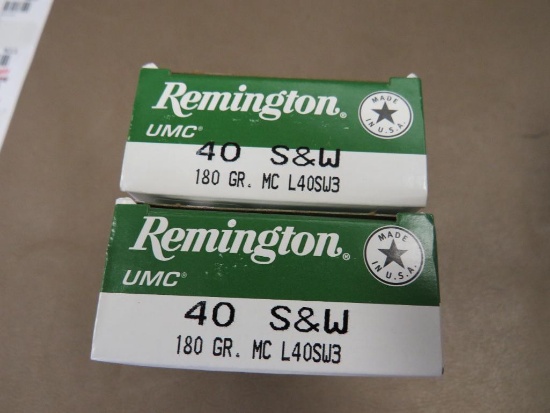 Remington®
UMC®
MADE IN U.S.A.
40 S&W
180 GR. MC L40SW3
Remington®
UMC®
MADE IN U.S.A.
40 S&W
180 GR. MC L40SW3